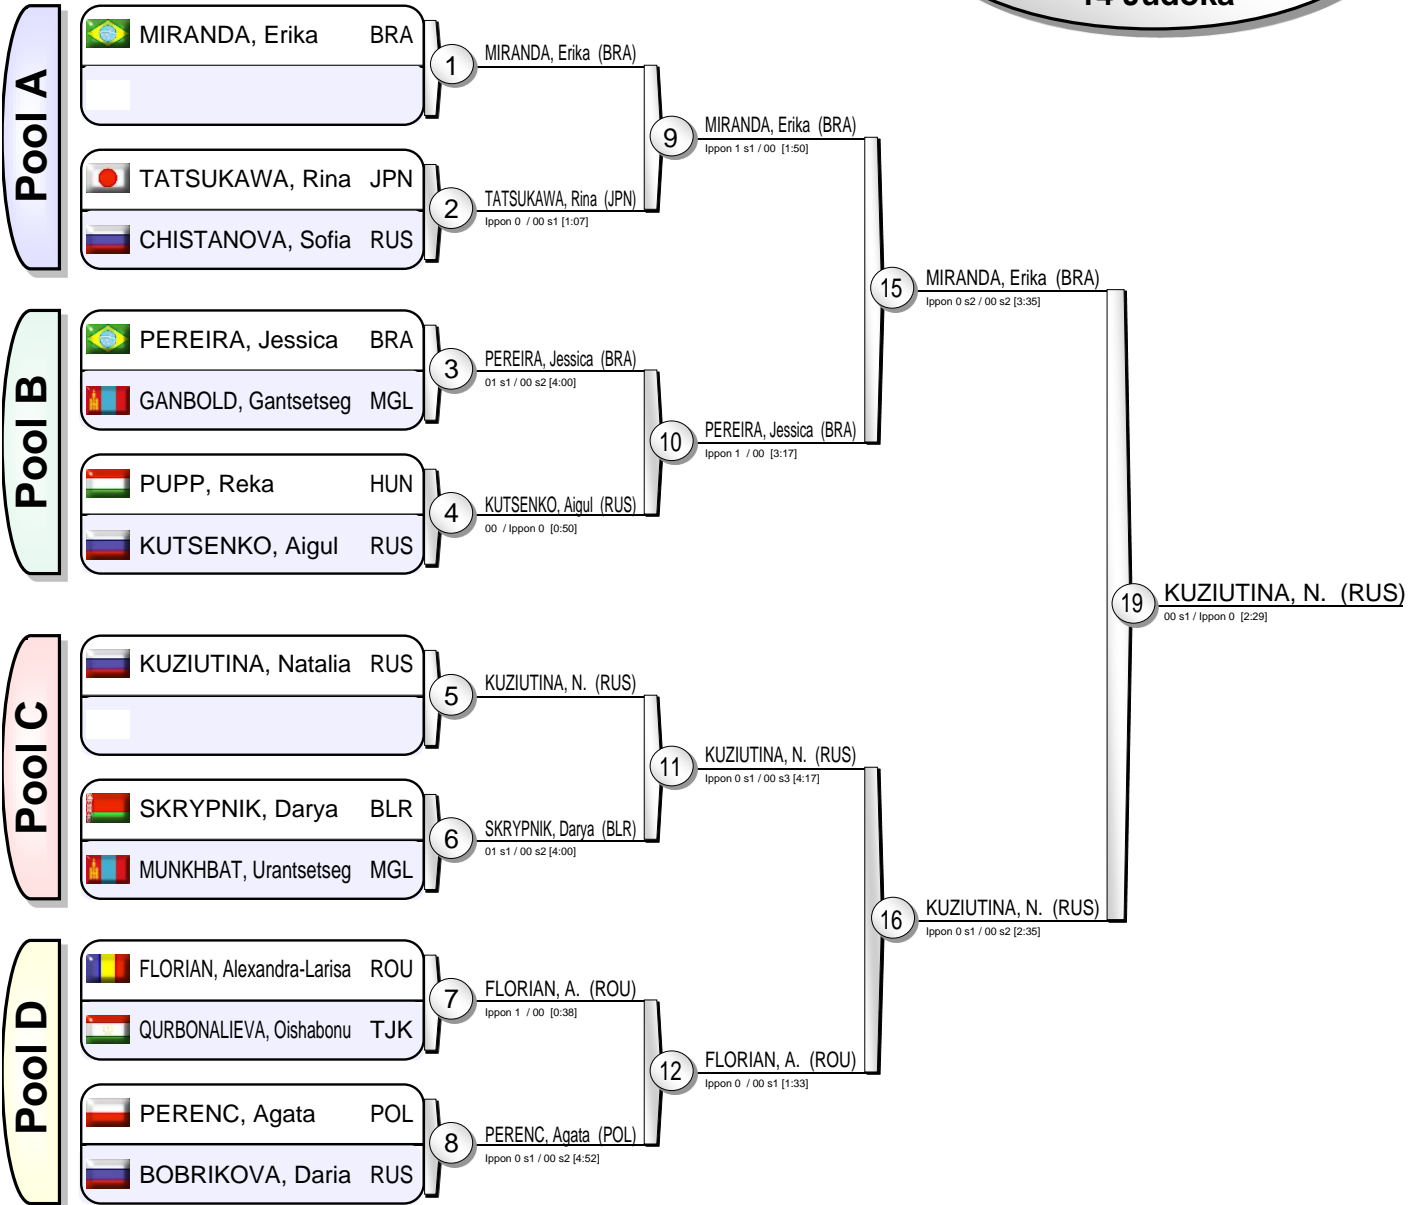 14 Judoka
Pool A
MIRANDA, Erika BRA
TATSUKAWA, Rina JPN
CHISTANOVA, Sofia RUS
Pool B
PEREIRA, Jessica BRA
GANBOLD, Gantsetseg MGL
PUPP, Reka HUN
KUTSENKO, Aigul RUS
Pool C
KUZIUTINA, Natalia RUS
SKRYPNIK, Darya BLR
MUNKHBAT, Urantsetseg MGL
Pool D
FLORIAN, Alexandra-Larisa ROU
QURBONALIEVA, Oishabonu TJK
PERENC, Agata POL
BOBRIKOVA, Daria RUS
1
MIRANDA, Erika (BRA)
2
TATSUKAWA, Rina (JPN)
Ippon 0 / 00 s1 [1:07]
3
PEREIRA, Jessica (BRA)
01 s1 / 00 s2 [4:00]
4
KUTSENKO, Aigul (RUS)
00 / Ippon 0 [0:50]
5
KUZIUTINA, N. (RUS)
6
SKRYPNIK, Darya (BLR)
01 s1 / 00 s2 [4:00]
7
FLORIAN, A. (ROU)
Ippon 1 / 00 [0:38]
8
PERENC, Agata (POL)
Ippon 0 s1 / 00 s2 [4:52]
9
MIRANDA, Erika (BRA)
Ippon 1 s1 / 00 [1:50]
10
PEREIRA, Jessica (BRA)
Ippon 1 / 00 [3:17]
11
KUZIUTINA, N. (RUS)
Ippon 0 s1 / 00 s3 [4:17]
12
FLORIAN, A. (ROU)
Ippon 0 / 00 s1 [1:33]
15
MIRANDA, Erika (BRA)
Ippon 0 s2 / 00 s2 [3:35]
16
KUZIUTINA, N. (RUS)
Ippon 0 s1 / 00 s2 [2:35]
19
KUZIUTINA, N. (RUS)
00 s1 / Ippon 0 [2:29]